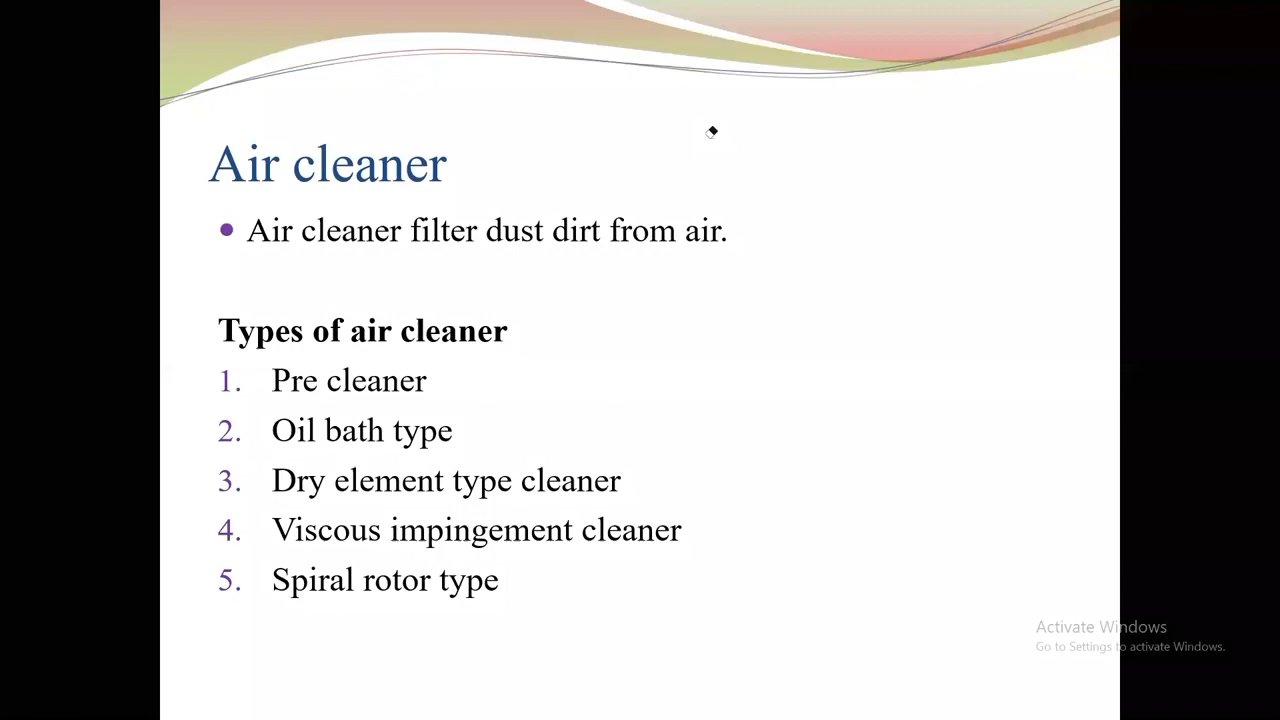 Air cleaner
• Air cleaner filter dust dirt from air.
Types of air cleaner
1. Pre cleaner
2. Oil bath type
3. Dry element type cleaner
4. Viscous impingement cleaner
5. Spiral rotor type
Activate Windows
Go to Settings to activate Windows.